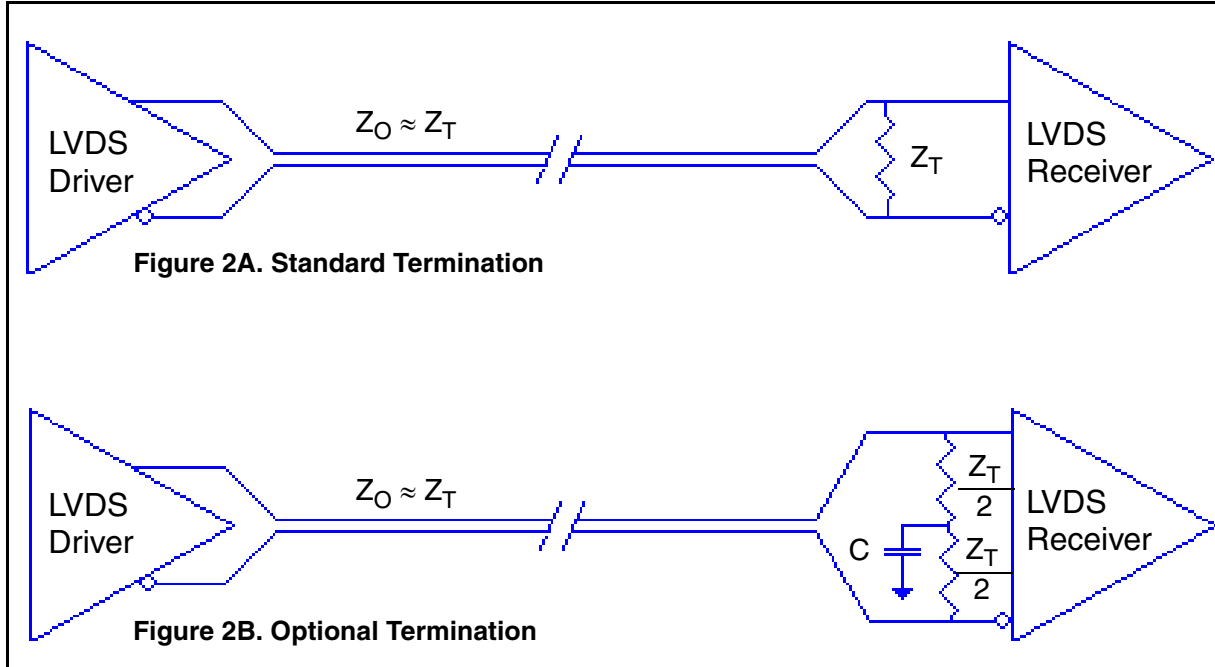 LVDS
Driver
Z_O ≈ Z_T
Z_T
LVDS
Receiver
Figure 2A. Standard Termination
LVDS
Driver
Z_O ≈ Z_T
C
Z_T
2
Z_T
2
LVDS
Receiver
Figure 2B. Optional Termination